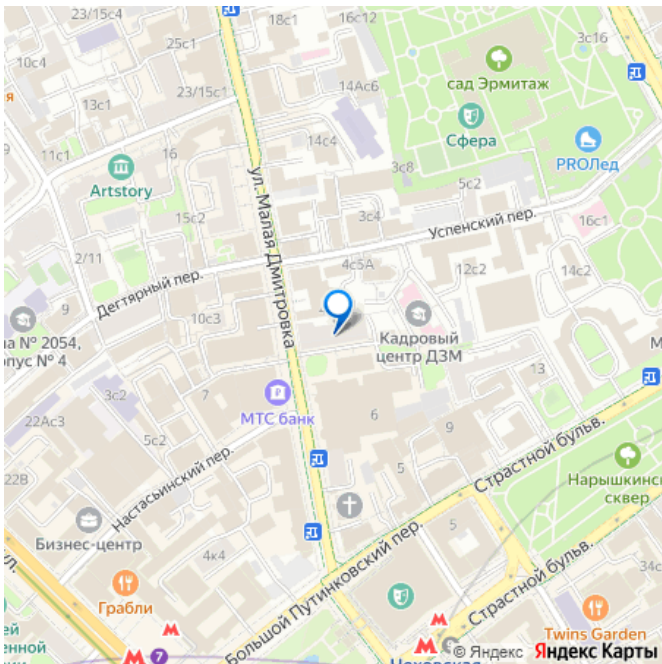 23/15с4
18с1
16с12
3с16
10с4
25с1
23/15с1
14Ас6
сад Эрмитаж
13с1
14с4
Сфера
PROЛед
11с1
16
3с8
Artstory
5с2
ул. Малая Дмитровка
15с2
3с4
Успенский пер.
16с1
2/11
4с5А
12с2
14с2
Дегтярный пер.
9
10с3
Кадровый
центр ДЗМ
№ 2054,
№ 4
13
3с2
7
МТС банк
22Ас3
6
5с2
9
Настасьинский пер.
Страстной бульв.
5
22В
Нарышкинс
сквер
Бизнес-центр
5
4к4
Большой Путинковский пер.
Страстной бульв.
34с
Грабли
ул.
Twins Garden
7
Чеховская
© Яндекс Яндекс Карты